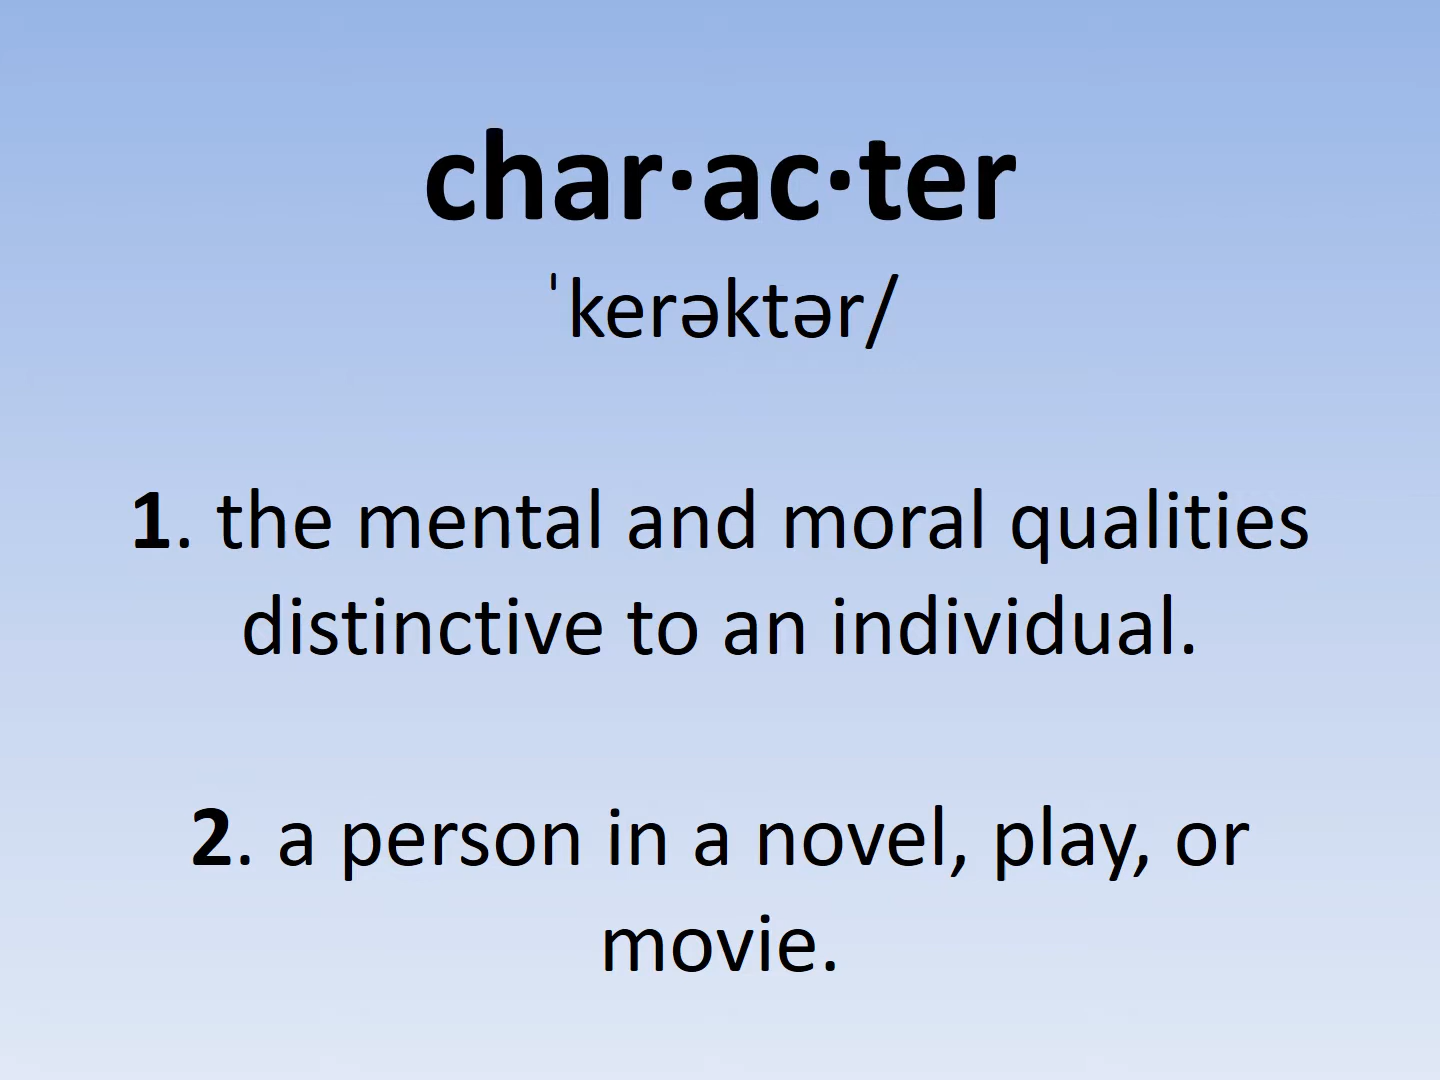 char·ac·ter
ˈkerəktər/
1. the mental and moral qualities
distinctive to an individual.
2. a person in a novel, play, or
movie.